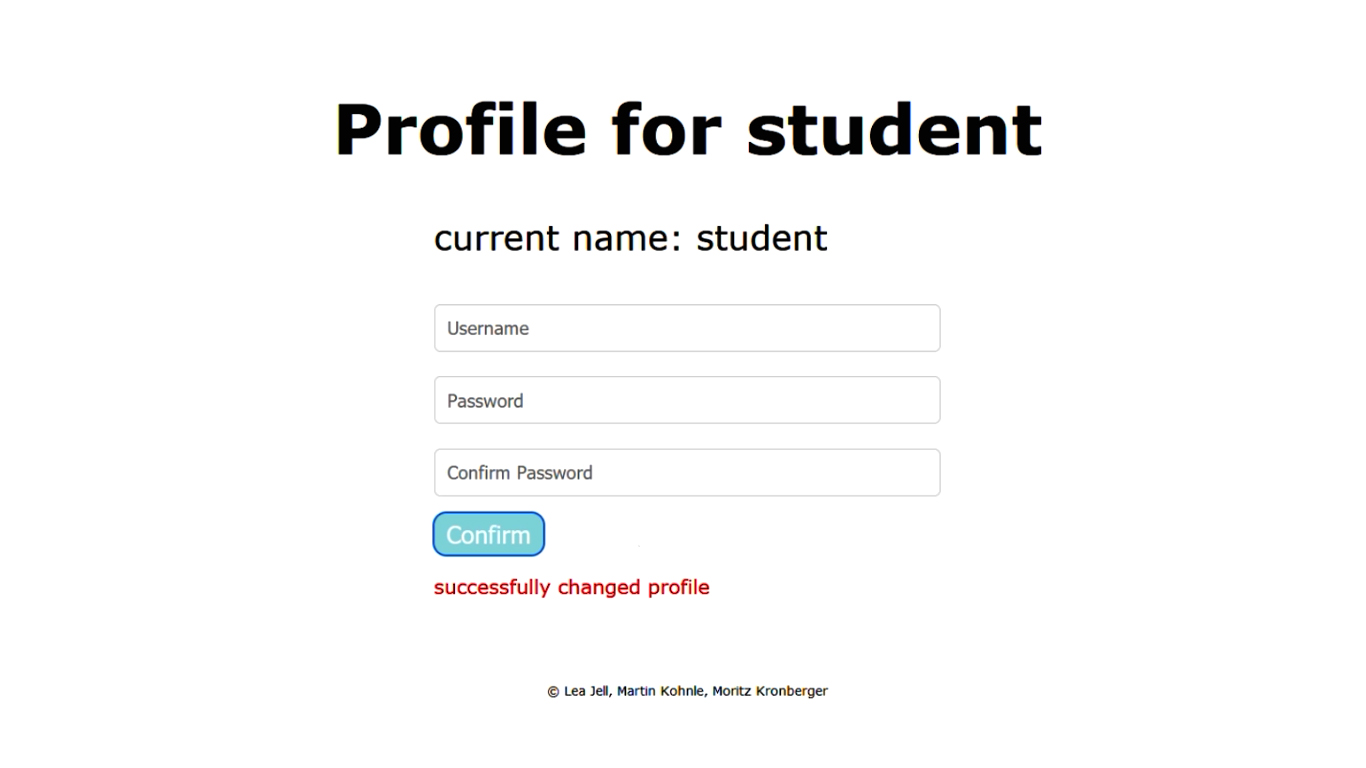 Profile for student
current name: student
Username
Password
Confirm Password
Confirm
successfully changed profile
© Lea Jell, Martin Kohnle, Moritz Kronberger